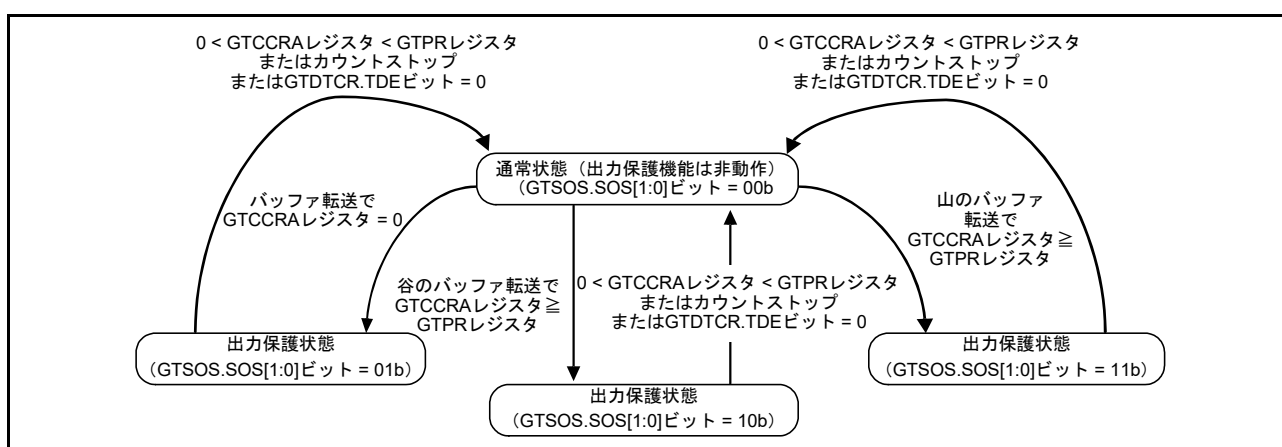 0 < GTCCRAレジスタ < GTPRレジスタ
またはカウントストップ
またはGTDTCR.TDEビット = 0
0 < GTCCRAレジスタ < GTPRレジスタ
またはカウントストップ
またはGTDTCR.TDEビット = 0
通常状態（出力保護機能は非動作）
（GTSOS.SOS[1:0]ビット = 00b
バッファ転送で
GTCCRAレジスタ = 0
山のバッファ
転送で
GTCCRAレジスタ≧
GTPRレジスタ
谷のバッファ転送で
GTCCRAレジスタ≧
GTPRレジスタ
0 < GTCCRAレジスタ < GTPRレジスタ
またはカウントストップ
またはGTDTCR.TDEビット = 0
出力保護状態
（GTSOS.SOS[1:0]ビット = 01b）
出力保護状態
（GTSOS.SOS[1:0]ビット = 11b）
出力保護状態
（GTSOS.SOS[1:0]ビット = 10b）